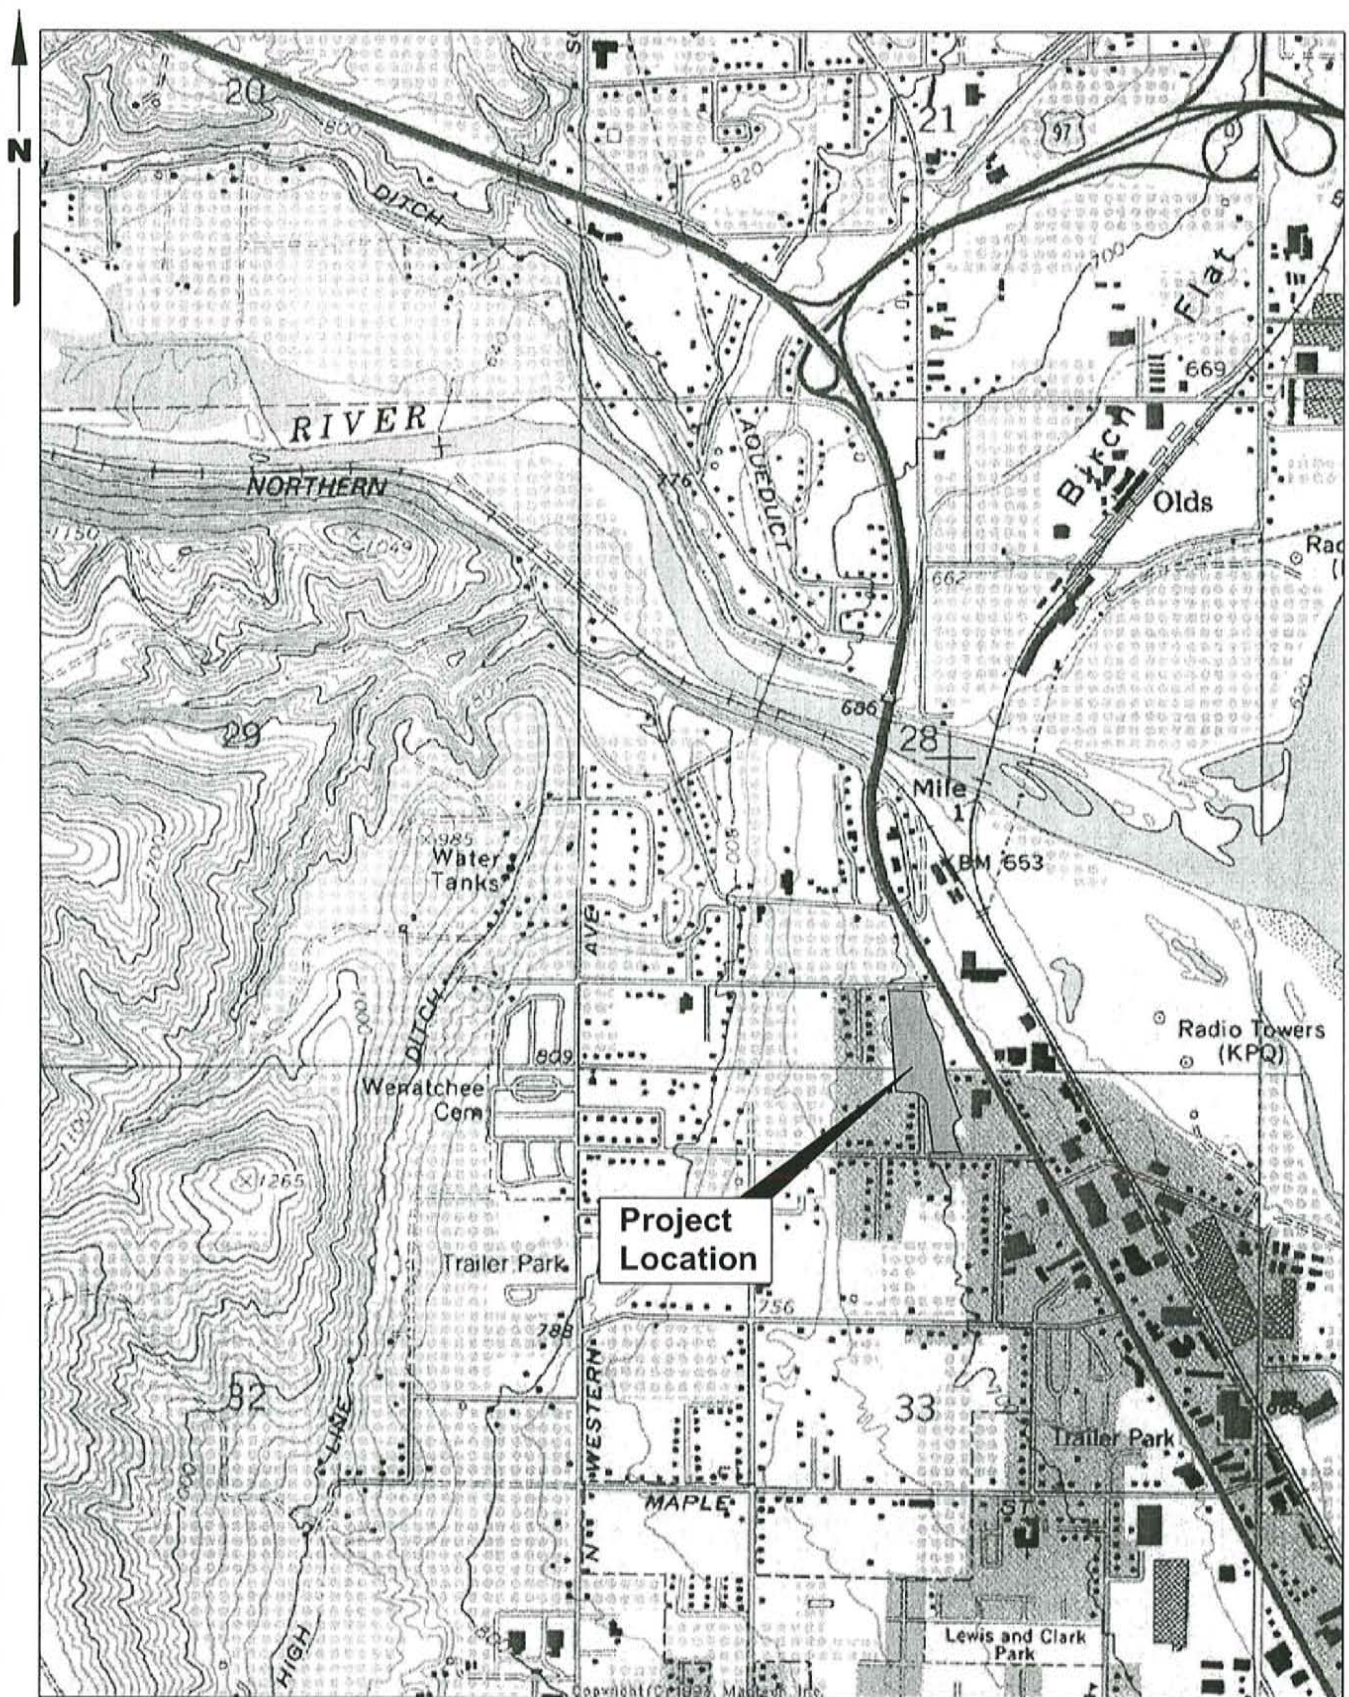 N
20
800
21
97
820
DITCH
700
Flat
669
RIVER
AQUEDUCT
NORTHERN
776
Birch
Olds
1150
1049
Rad
662
620
686
28
29
Mile
1
985
Water
Tanks
BM 653
AVE
DITCH
809
Radio Towers
(KPQ)
Wenatchee
Cem
1265
Project
Location
Trailer Park
756
788
N WESTERN
32
LINE
33
Trailer Park
MAPLE
ST
HIGH
Lewis and Clark
Park